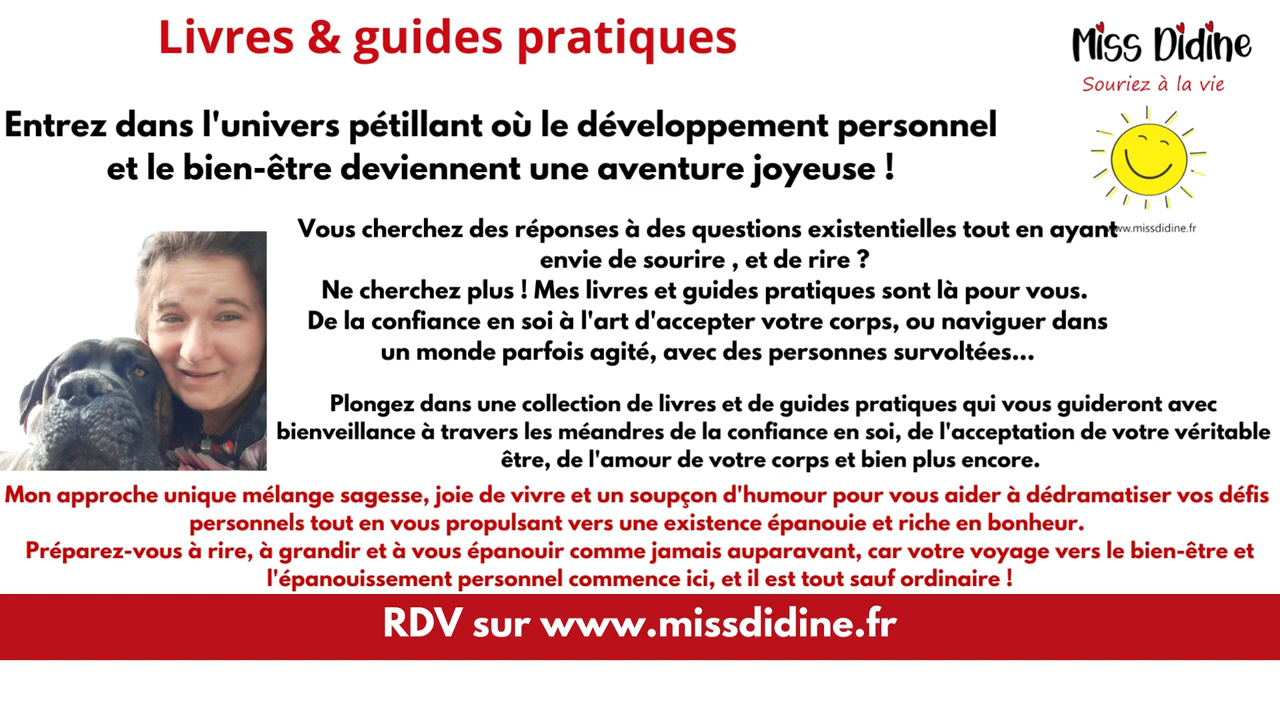 Livres & guides pratiques
Miss Didine
Souriez à la vie
Entrez dans l'univers pétillant où le développement personnel
et le bien-être deviennent une aventure joyeuse !
www.missdidine.fr
Vous cherchez des réponses à des questions existentielles tout en ayant
envie de sourire , et de rire ?
Ne cherchez plus ! Mes livres et guides pratiques sont là pour vous.
De la confiance en soi à l'art d'accepter votre corps, ou naviguer dans
un monde parfois agité, avec des personnes survoltées...
Plongez dans une collection de livres et de guides pratiques qui vous guideront avec
bienveillance à travers les méandres de la confiance en soi, de l'acceptation de votre véritable
être, de l'amour de votre corps et bien plus encore.
Mon approche unique mélange sagesse, joie de vivre et un soupçon d'humour pour vous aider à dédramatiser vos défis
personnels tout en vous propulsant vers une existence épanouie et riche en bonheur.
Préparez-vous à rire, à grandir et à vous épanouir comme jamais auparavant, car votre voyage vers le bien-être et
l'épanouissement personnel commence ici, et il est tout sauf ordinaire !
RDV sur www.missdidine.fr